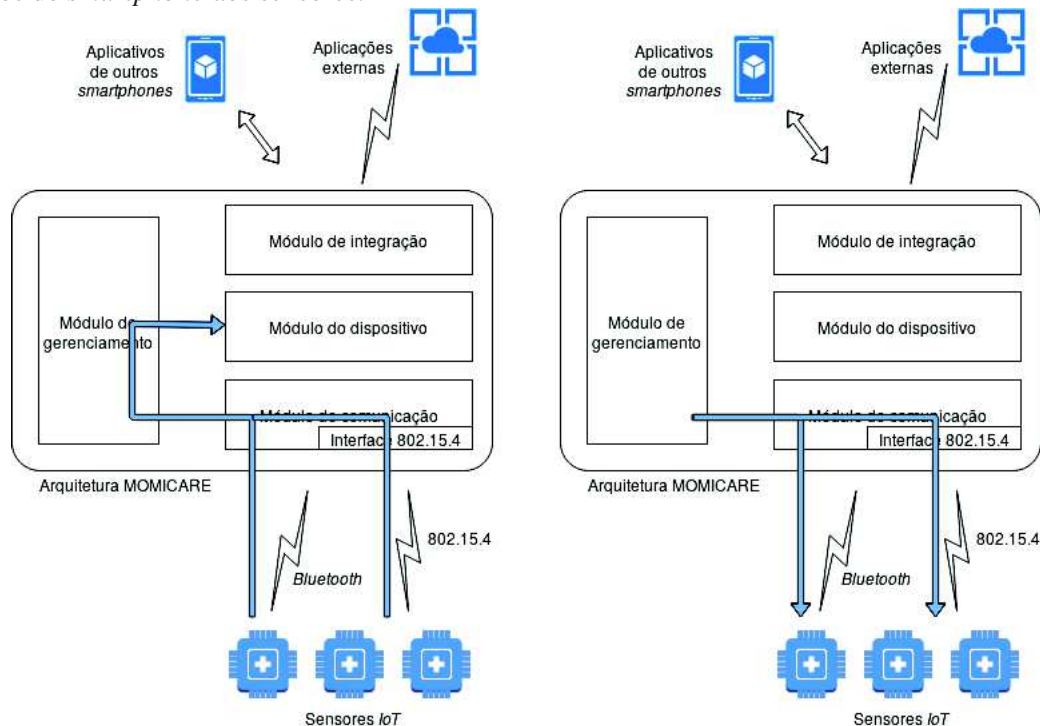 Aplicativos
de outros
smartphones
Aplicações
externas
Módulo de integração
Módulo de
gerenciamento
Módulo do dispositivo
Módulo de comunicação
Interface 802.15.4
Arquitetura MOMICARE
802.15.4
Bluetooth
Sensores IoT
Aplicativos
de outros
smartphones
Aplicações
externas
Módulo de integração
Módulo de
gerenciamento
Módulo do dispositivo
Módulo de comunicação
Interface 802.15.4
Arquitetura MOMICARE
802.15.4
Bluetooth
Sensores IoT